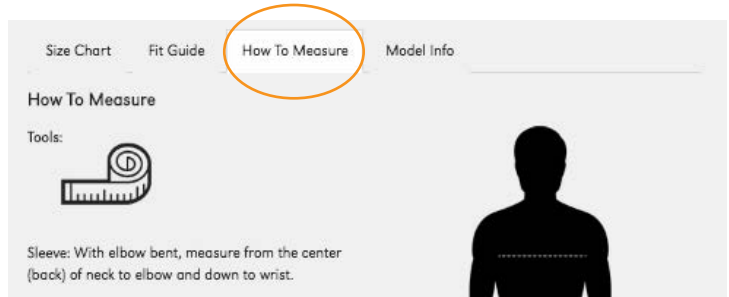 Size Chart Fit Guide How To Measure Model Info
How To Measure
Tools:
Sleeve: With elbow bent, measure from the center
(back) of neck to elbow and down to wrist.